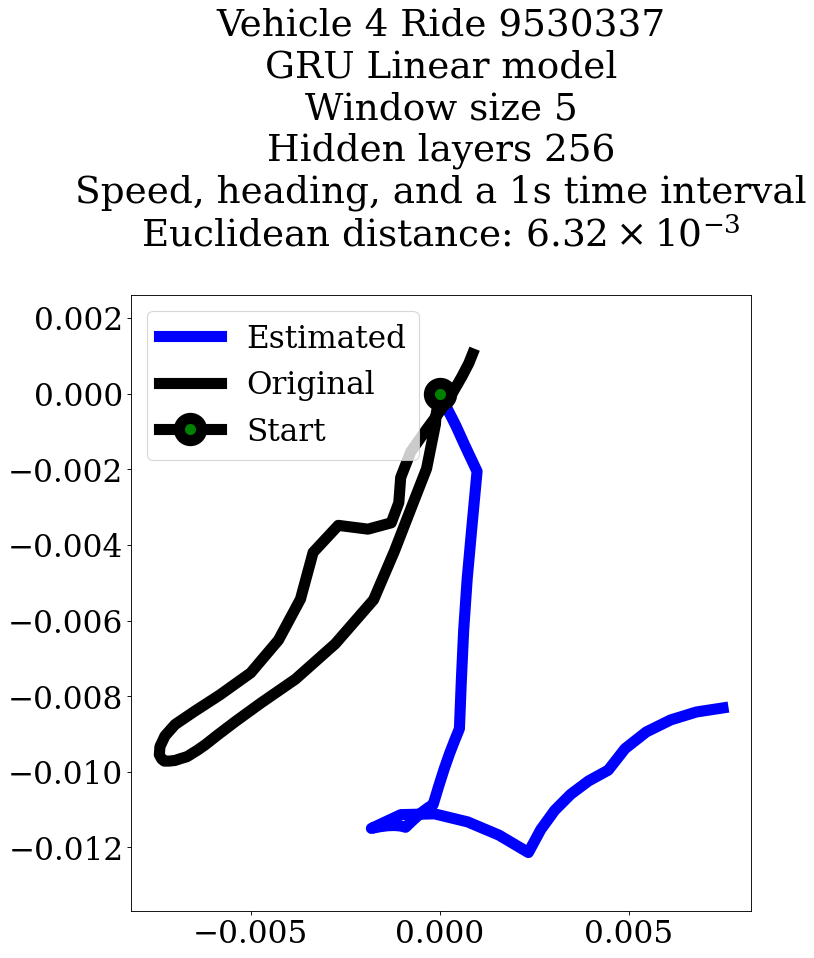 Vehicle 4 Ride 9530337
GRU Linear model
Window size 5
Hidden layers 256
Speed, heading, and a 1s time interval
Euclidean distance: 6.32 × 10⁻³
Estimated
Original
Start
0.002
0.000
−0.002
−0.004
−0.006
−0.008
−0.010
−0.012
−0.005 0.000 0.005